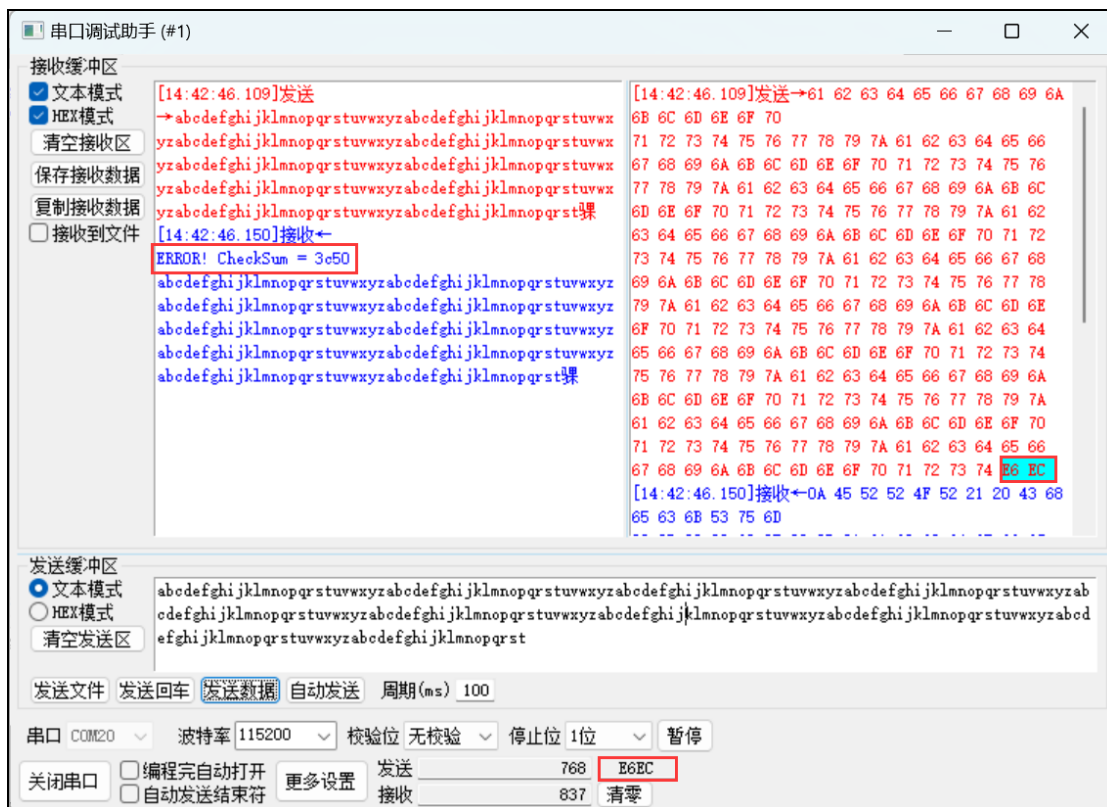 串口调试助手 (#1)
接收缓冲区
文本模式
HEX模式
清空接收区
保存接收数据
复制接收数据
接收到文件
[14:42:46.109]发送
→abcdefghijklmnopqrstuvwxyzabcdefghijklmnopqrstuvwx
yzabcdefghijklmnopqrstuvwxyzabcdefghijklmnopqrstuvwx
yzabcdefghijklmnopqrstuvwxyzabcdefghijklmnopqrstuvwx
yzabcdefghijklmnopqrstuvwxyzabcdefghijklmnopqrstuvwx
yzabcdefghijklmnopqrstuvwxyzabcdefghijklmnopqrst骒
[14:42:46.150]接收←
ERROR! CheckSum = 3c50
abcdefghijklmnopqrstuvwxyzabcdefghijklmnopqrstuvwxyz
abcdefghijklmnopqrstuvwxyzabcdefghijklmnopqrstuvwxyz
abcdefghijklmnopqrstuvwxyzabcdefghijklmnopqrstuvwxyz
abcdefghijklmnopqrstuvwxyzabcdefghijklmnopqrstuvwxyz
abcdefghijklmnopqrstuvwxyzabcdefghijklmnopqrst骒
[14:42:46.109]发送→61 62 63 64 65 66 67 68 69 6A
6B 6C 6D 6E 6F 70
71 72 73 74 75 76 77 78 79 7A 61 62 63 64 65 66
67 68 69 6A 6B 6C 6D 6E 6F 70 71 72 73 74 75 76
77 78 79 7A 61 62 63 64 65 66 67 68 69 6A 6B 6C
6D 6E 6F 70 71 72 73 74 75 76 77 78 79 7A 61 62
63 64 65 66 67 68 69 6A 6B 6C 6D 6E 6F 70 71 72
73 74 75 76 77 78 79 7A 61 62 63 64 65 66 67 68
69 6A 6B 6C 6D 6E 6F 70 71 72 73 74 75 76 77 78
79 7A 61 62 63 64 65 66 67 68 69 6A 6B 6C 6D 6E
6F 70 71 72 73 74 75 76 77 78 79 7A 61 62 63 64
65 66 67 68 69 6A 6B 6C 6D 6E 6F 70 71 72 73 74
75 76 77 78 79 7A 61 62 63 64 65 66 67 68 69 6A
6B 6C 6D 6E 6F 70 71 72 73 74 75 76 77 78 79 7A
61 62 63 64 65 66 67 68 69 6A 6B 6C 6D 6E 6F 70
71 72 73 74 75 76 77 78 79 7A 61 62 63 64 65 66
67 68 69 6A 6B 6C 6D 6E 6F 70 71 72 73 74 E6 EC
[14:42:46.150]接收←0A 45 52 52 4F 52 21 20 43 68
65 63 6B 53 75 6D
发送缓冲区
文本模式
HEX模式
清空发送区
abcdefghijklmnopqrstuvwxyzabcdefghijklmnopqrstuvwxyzabcdefghijklmnopqrstuvwxyzabcdefghijklmnopqrstuvwxyzab
cdefghijklmnopqrstuvwxyzabcdefghijklmnopqrstuvwxyzabcdefghijklmnopqrstuvwxyzabcdefghijklmnopqrstuvwxyzabcd
efghijklmnopqrstuvwxyzabcdefghijklmnopqrst
发送文件 发送回车 发送数据 自动发送 周期(ms) 100
串口 COM20 波特率 115200 校验位 无校验 停止位 1位 暂停
关闭串口
编程完自动打开
自动发送结束符
更多设置
发送 768 E6EC
接收 837 清零